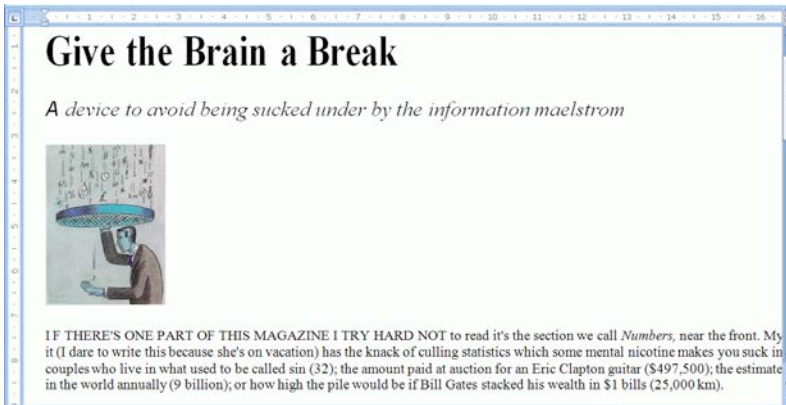 Give the Brain a Break
A device to avoid being sucked under by the information maelstrom
IF THERE'S ONE PART OF THIS MAGAZINE I TRY HARD NOT to read it's the section we call Numbers, near the front. My
it (I dare to write this because she's on vacation) has the knack of culling statistics which some mental nicotine makes you suck in
couples who live in what used to be called sin (32); the amount paid at auction for an Eric Clapton guitar ($497,500); the estimate
in the world annually (9 billion); or how high the pile would be if Bill Gates stacked his wealth in $1 bills (25,000 km).